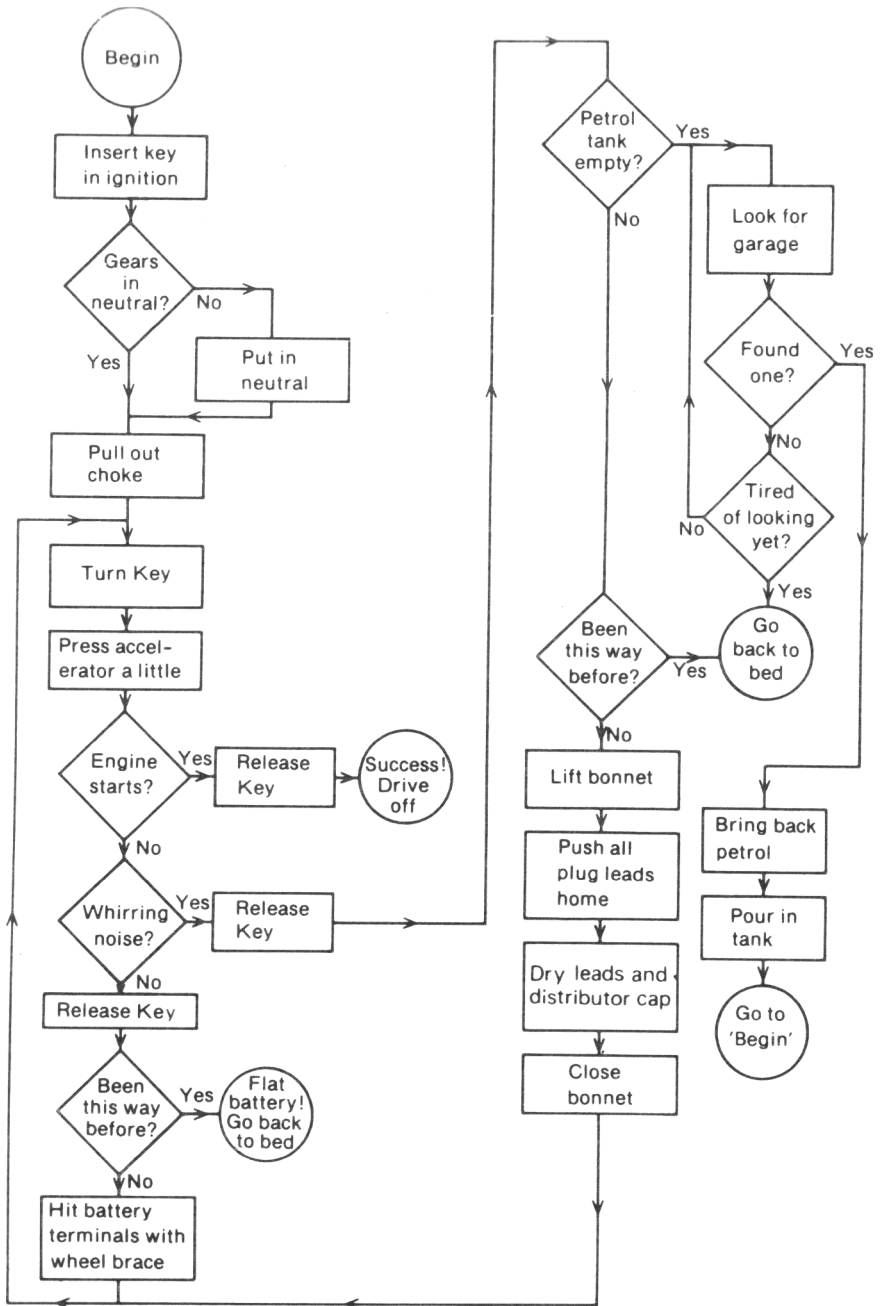 Begin
Insert key
in ignition
Gears
in
neutral?
No
Yes
Put in
neutral
Pull out
choke
Turn Key
Press accel-
erator a little
Engine
starts?
Yes
Release
Key
Success!
Drive
off
No
Whirring
noise?
Yes
Release
Key
No
Release Key
Been
this way
before?
Yes
Flat
battery!
Go back
to bed
No
Hit battery
terminals with
wheel brace
Petrol
tank
empty?
Yes
No
Look for
garage
Found
one?
Yes
No
Tired
of looking
yet?
No
Yes
Go
back to
bed
Been
this way
before?
Yes
No
Lift bonnet
Push all
plug leads
home
Dry leads and
distributor cap
Close
bonnet
Bring back
petrol
Pour in
tank
Go to
'Begin'